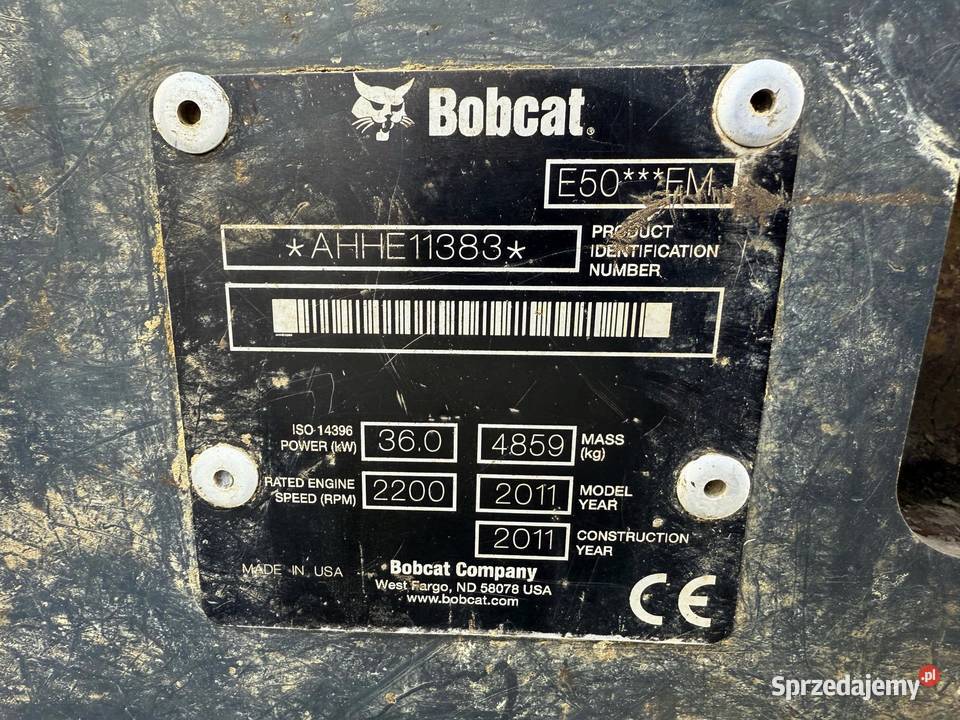 Bobcat®
E50***EM
*AHHE11383*
PRODUCT
IDENTIFICATION
NUMBER
ISO 14396
POWER (kW) 36.0
4859 MASS
(kg)
RATED ENGINE
SPEED (RPM) 2200
2011 MODEL
YEAR
2011 CONSTRUCTION
YEAR
MADE IN USA
Bobcat Company
West Fargo, ND 58078 USA
www.bobcat.com
CE
Sprzedajemy.pl